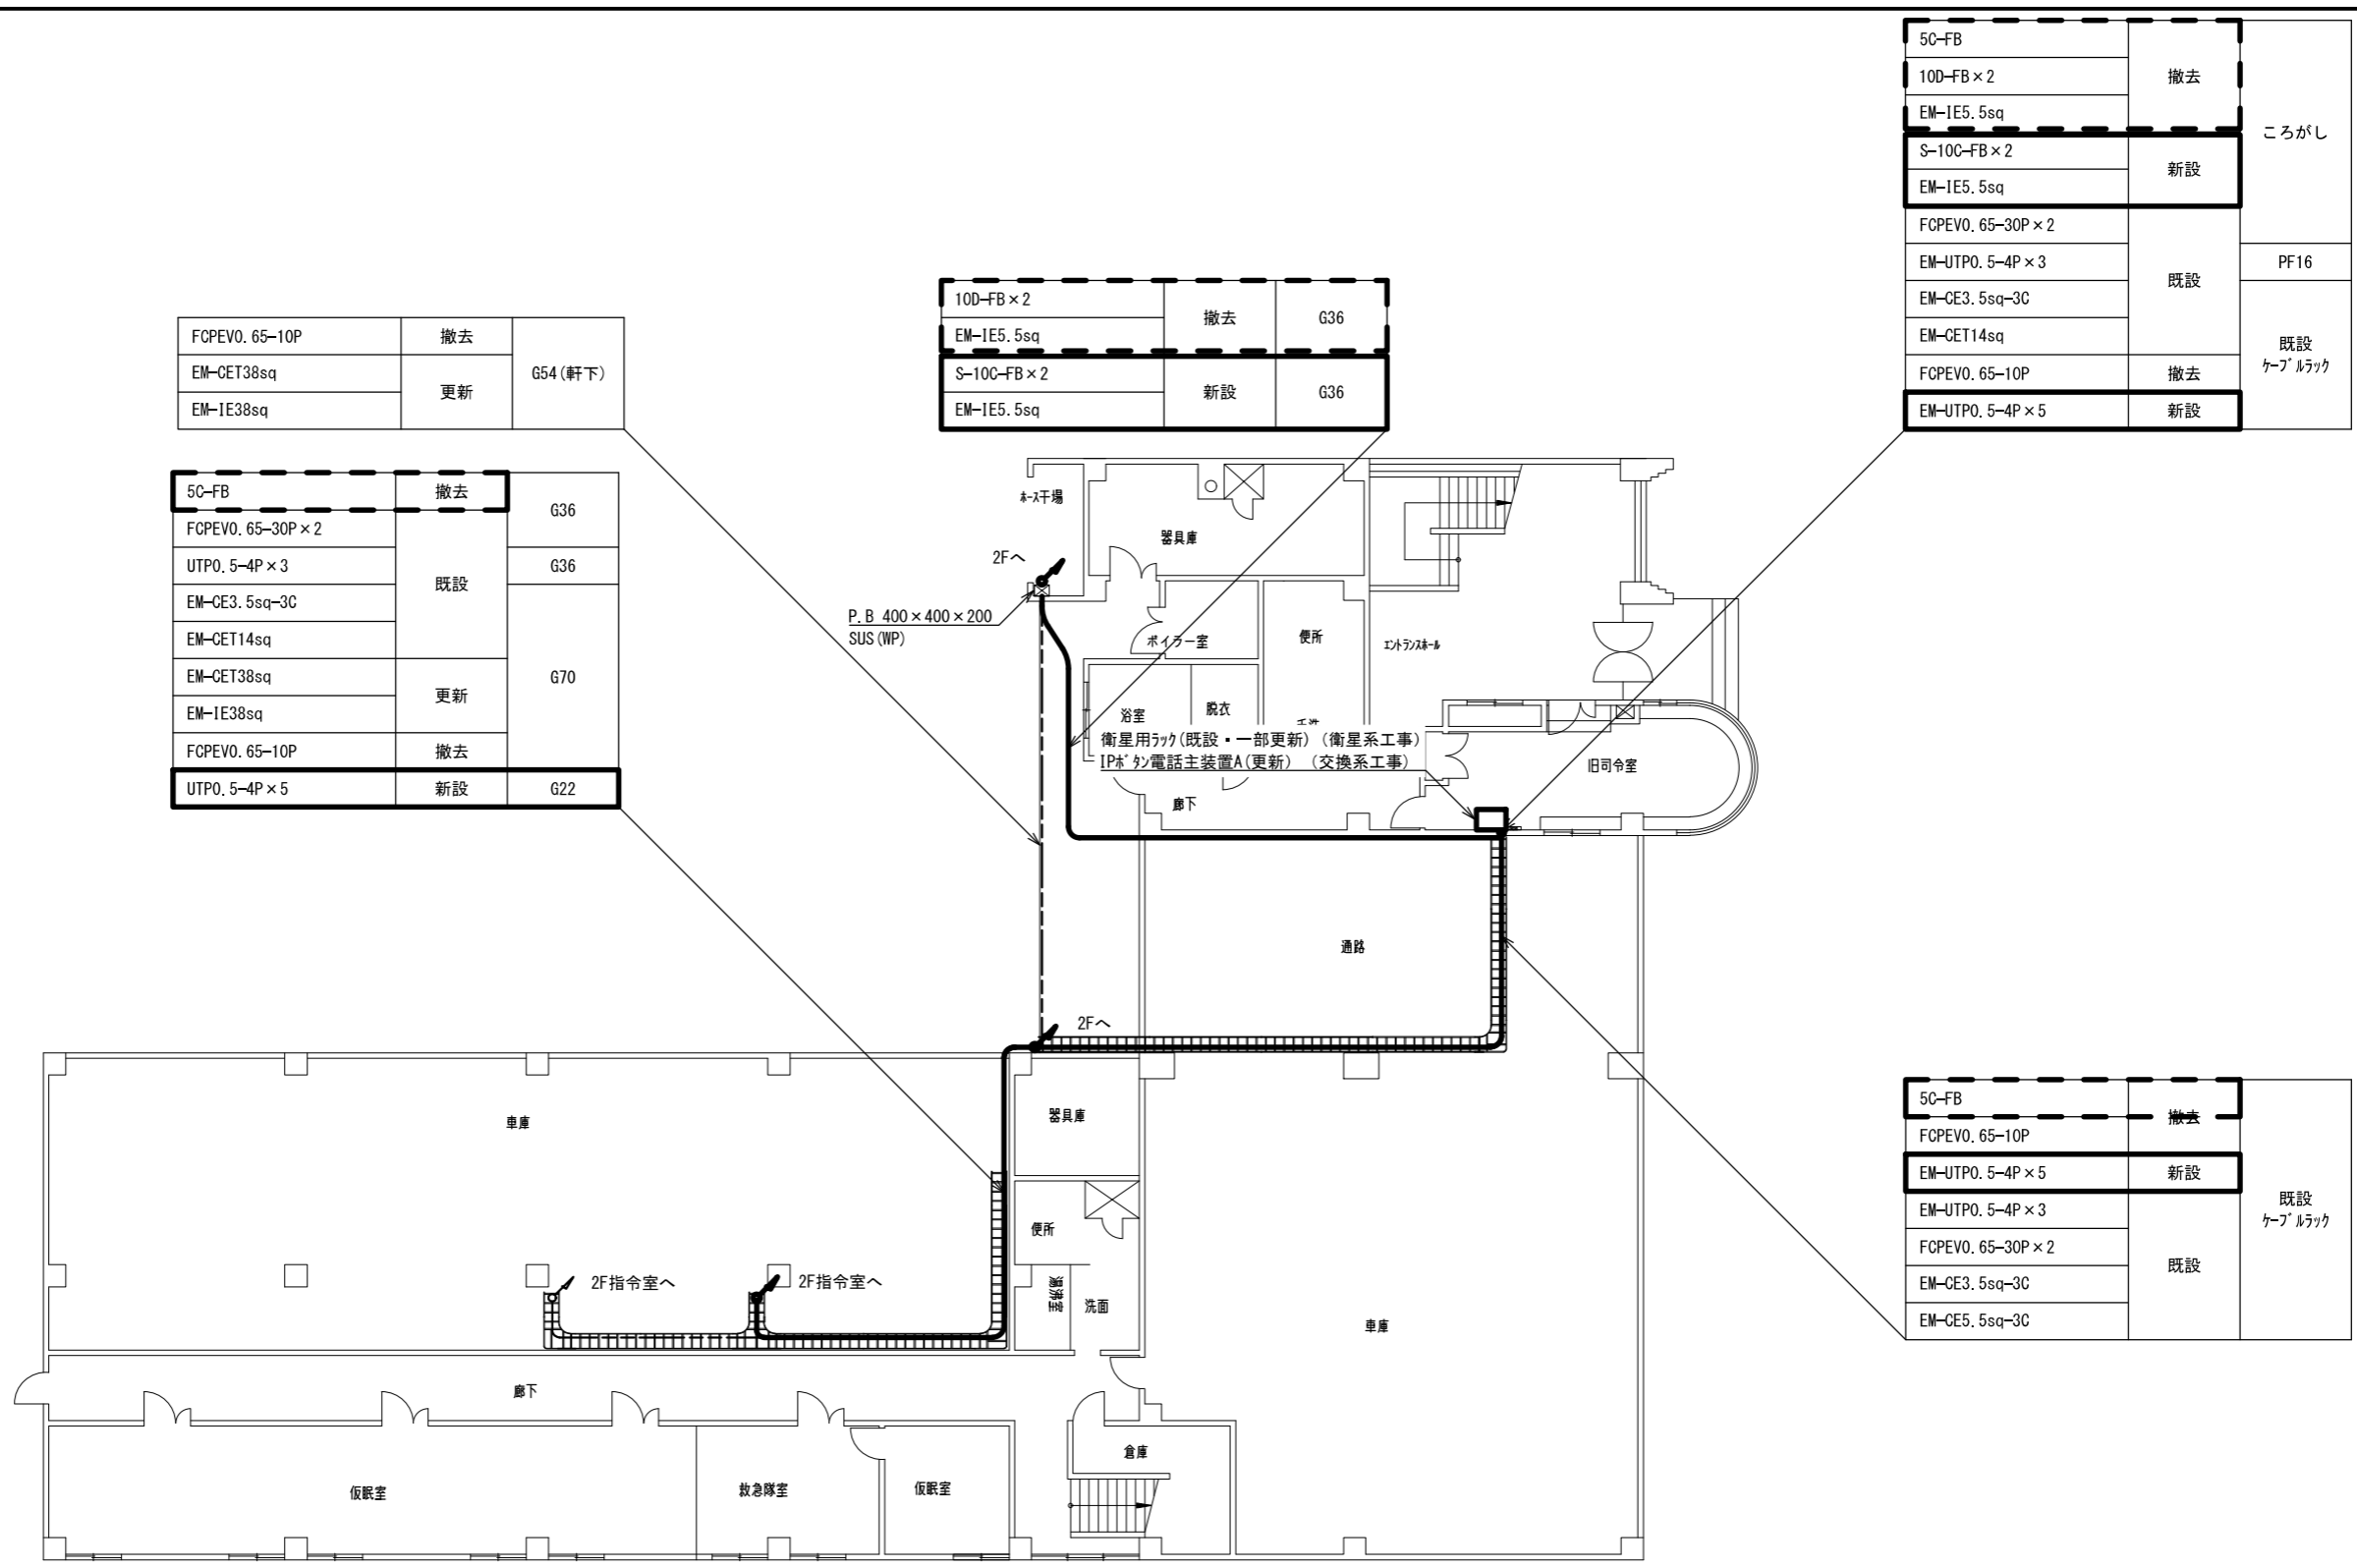 5C-FB
10D-FB×2
撤去
EM-IE5.5sq
ころがし
S-10C-FB×2
新設
EM-IE5.5sq
FCPEV0.65-30P×2
EM-UTP0.5-4P×3
既設
PF16
EM-CE3.5sq-3C
EM-CET14sq
既設
ケーブルラック
FCPEV0.65-10P
撤去
EM-UTP0.5-4P×5
新設
10D-FB×2
撤去
G36
EM-IE5.5sq
S-10C-FB×2
新設
G36
EM-IE5.5sq
FCPEV0.65-10P
撤去
EM-CET38sq
更新
G54(軒下)
EM-IE38sq
5C-FB
撤去
G36
FCPEV0.65-30P×2
UTP0.5-4P×3
既設
G36
EM-CE3.5sq-3C
EM-CET14sq
EM-CET38sq
更新
G70
EM-IE38sq
FCPEV0.65-10P
撤去
UTP0.5-4P×5
新設
G22
ホース干場
器具庫
2Fへ
P.B 400×400×200
SUS(WP)
ボイラー室
便所
エントランスホール
浴室
脱衣
衛星用ラック(既設・一部更新)(衛星系工事)
IPボタン電話主装置A(更新) (交換系工事)
旧司令室
廊下
通路
2Fへ
車庫
器具庫
便所
洗面
2F指令室へ
2F指令室へ
車庫
廊下
倉庫
仮眠室
救急隊室
仮眠室
5C-FB
撤去
FCPEV0.65-10P
EM-UTP0.5-4P×5
新設
既設
ケーブルラック
EM-UTP0.5-4P×3
FCPEV0.65-30P×2
既設
EM-CE3.5sq-3C
EM-CE5.5sq-3C